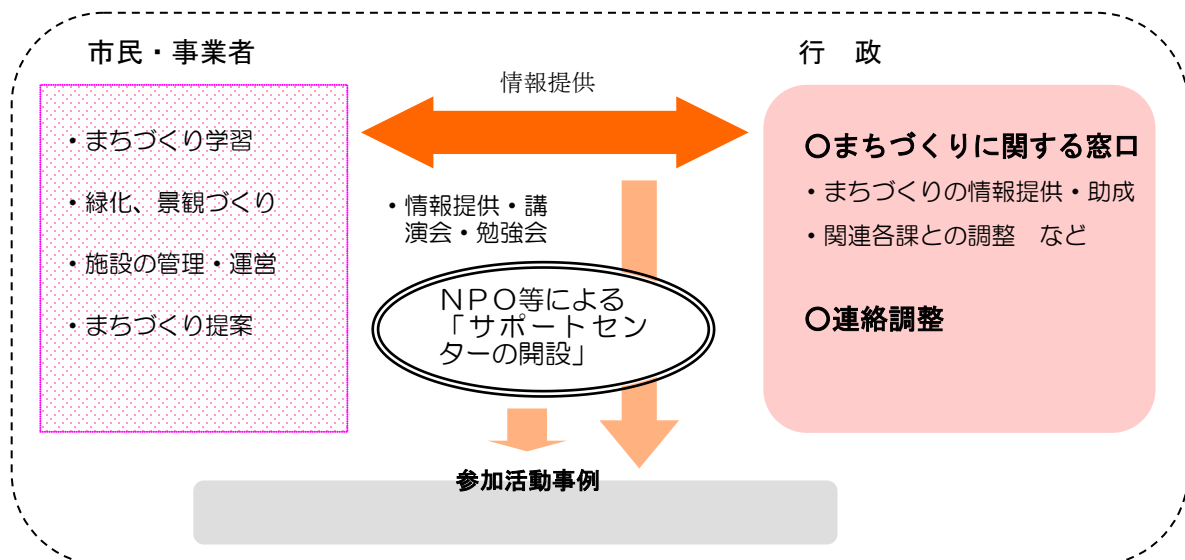 市民・事業者
・まちづくり学習
・緑化、景観づくり
・施設の管理・運営
・まちづくり提案
情報提供
・情報提供・講
演会・勉強会
ＮＰＯ等による
「サポートセン
ターの開設」
行　政
〇まちづくりに関する窓口
・まちづくりの情報提供・助成
・関連各課との調整　など
〇連絡調整
参加活動事例